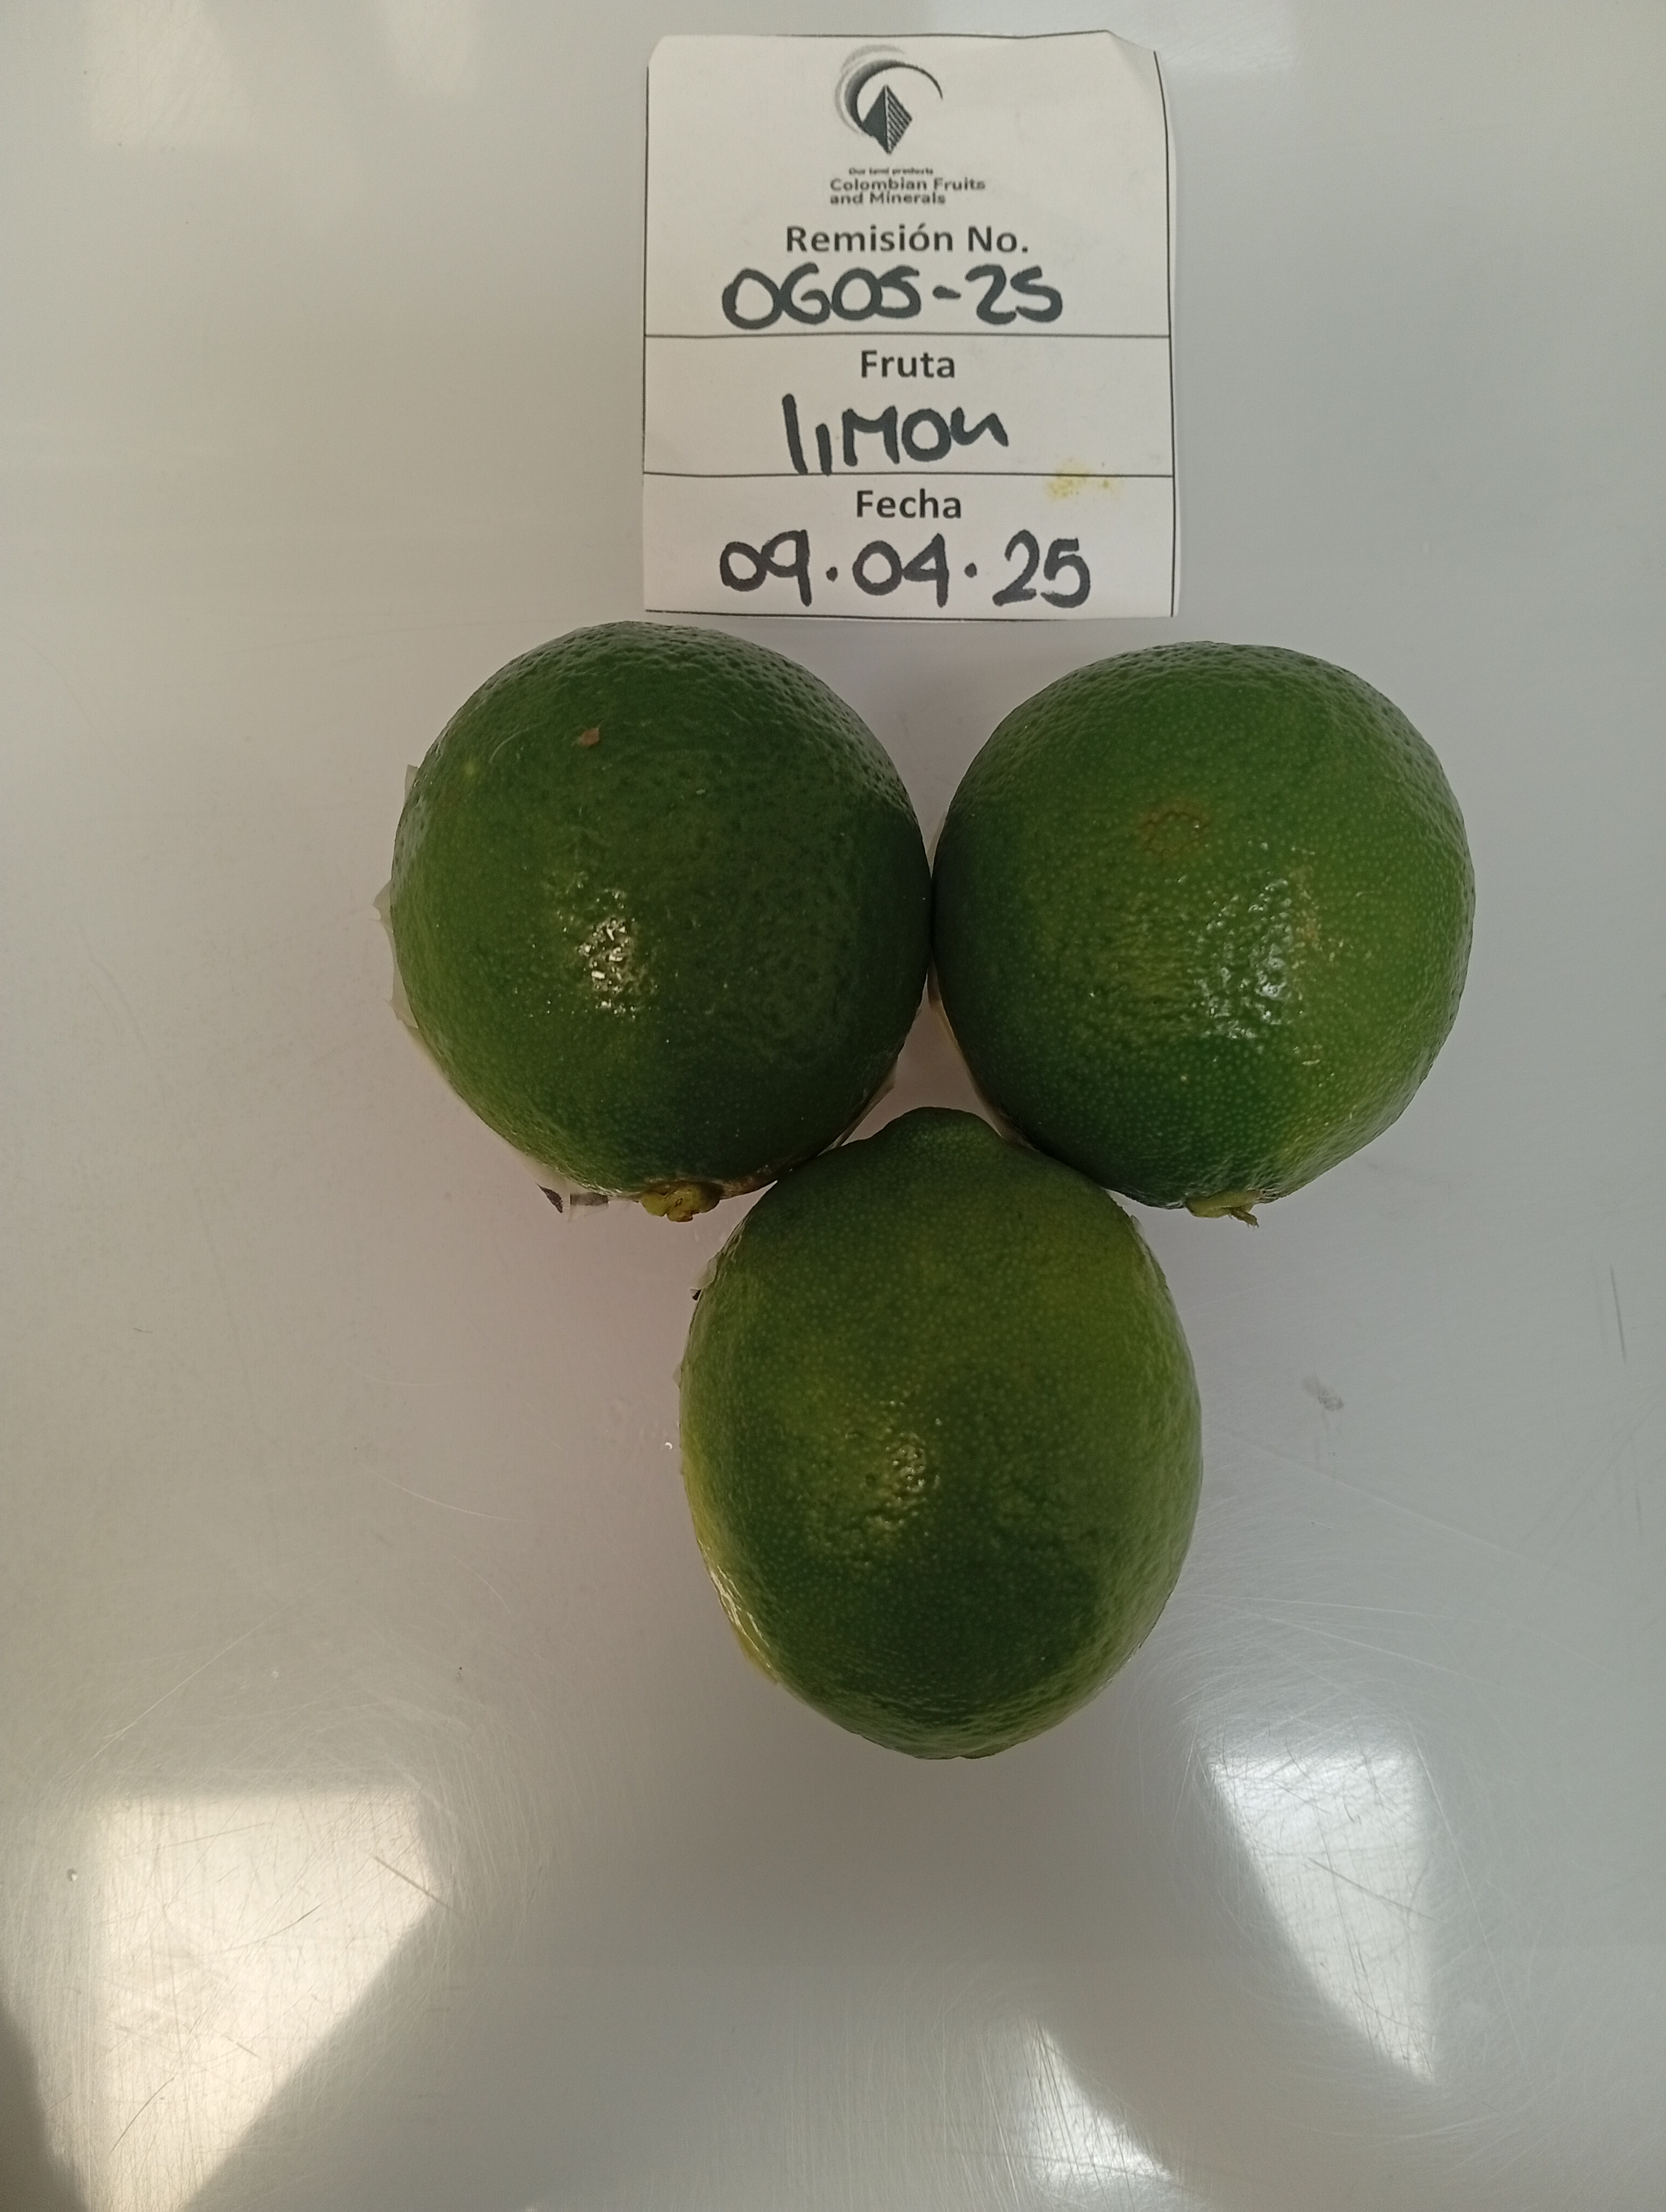 Our land products
Colombian Fruits
and Minerals
Remisión No.
0605-25
Fruta
limon
Fecha
09.04.25